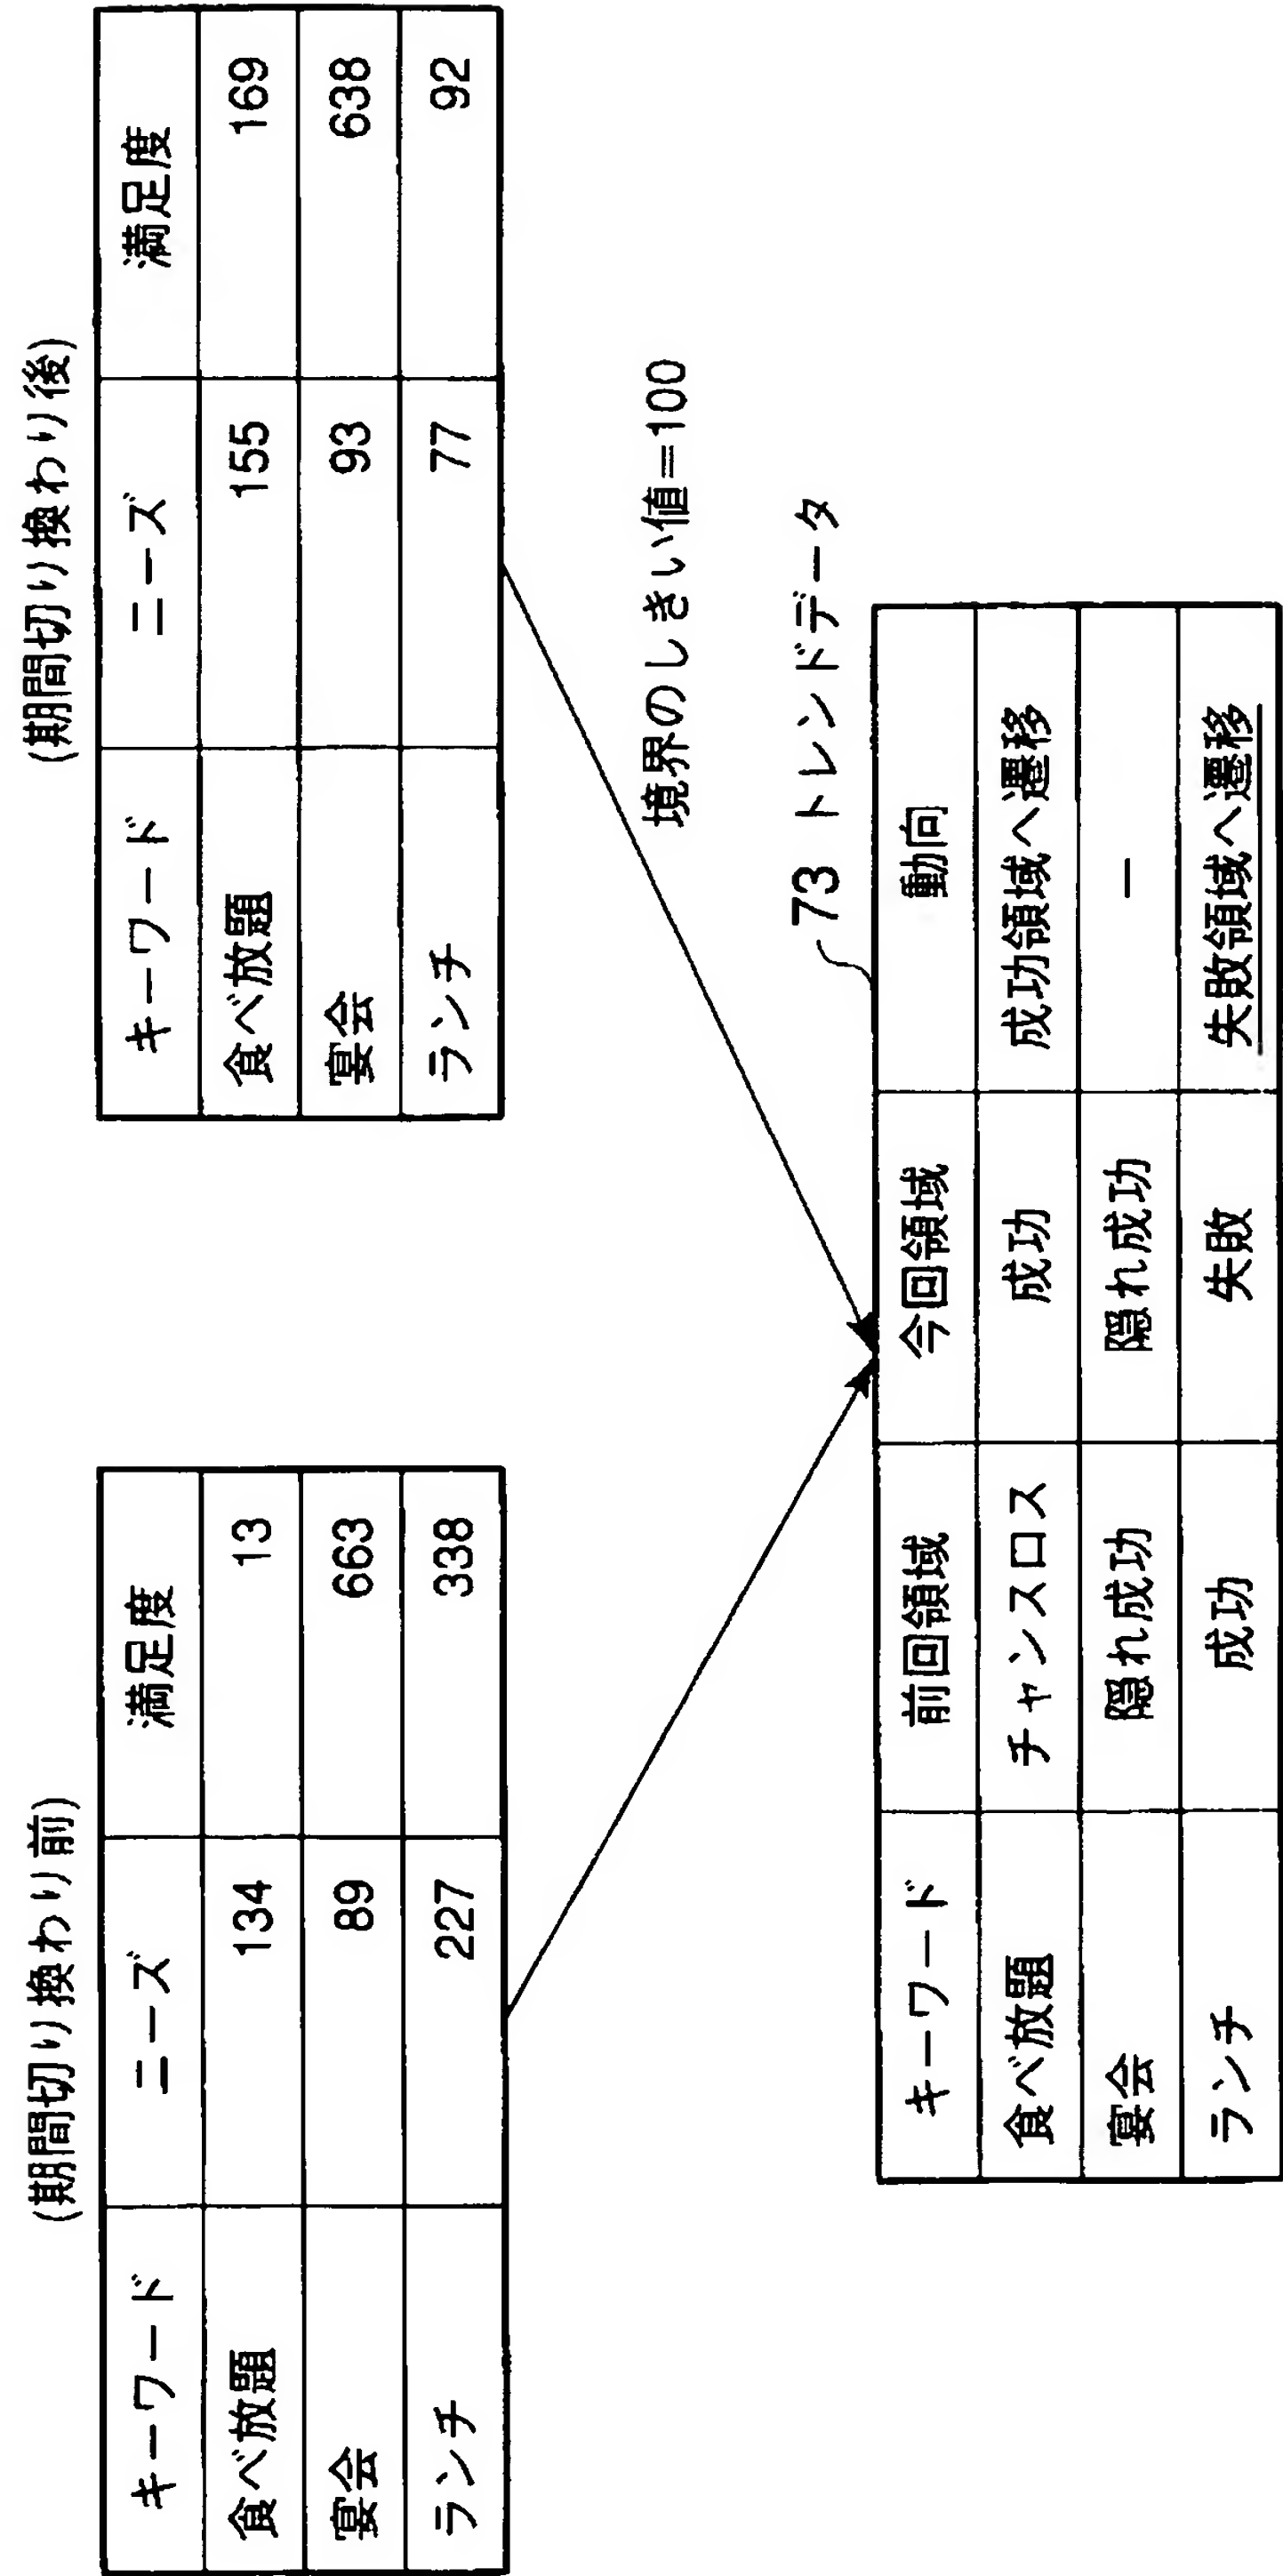 (期間切り換わり前)
キーワード ニーズ 満足度
食べ放題 134 13
宴会 89 663
ランチ 227 338
(期間切り換わり後)
キーワード ニーズ 満足度
食べ放題 155 169
宴会 93 638
ランチ 77 92
境界のしきい値=100
73 トレンドデータ
キーワード 前回領域 今回領域 動向
食べ放題 チャンスロス 成功 成功領域へ遷移
宴会 隠れ成功 隠れ成功 －
ランチ 成功 失敗 失敗領域へ遷移